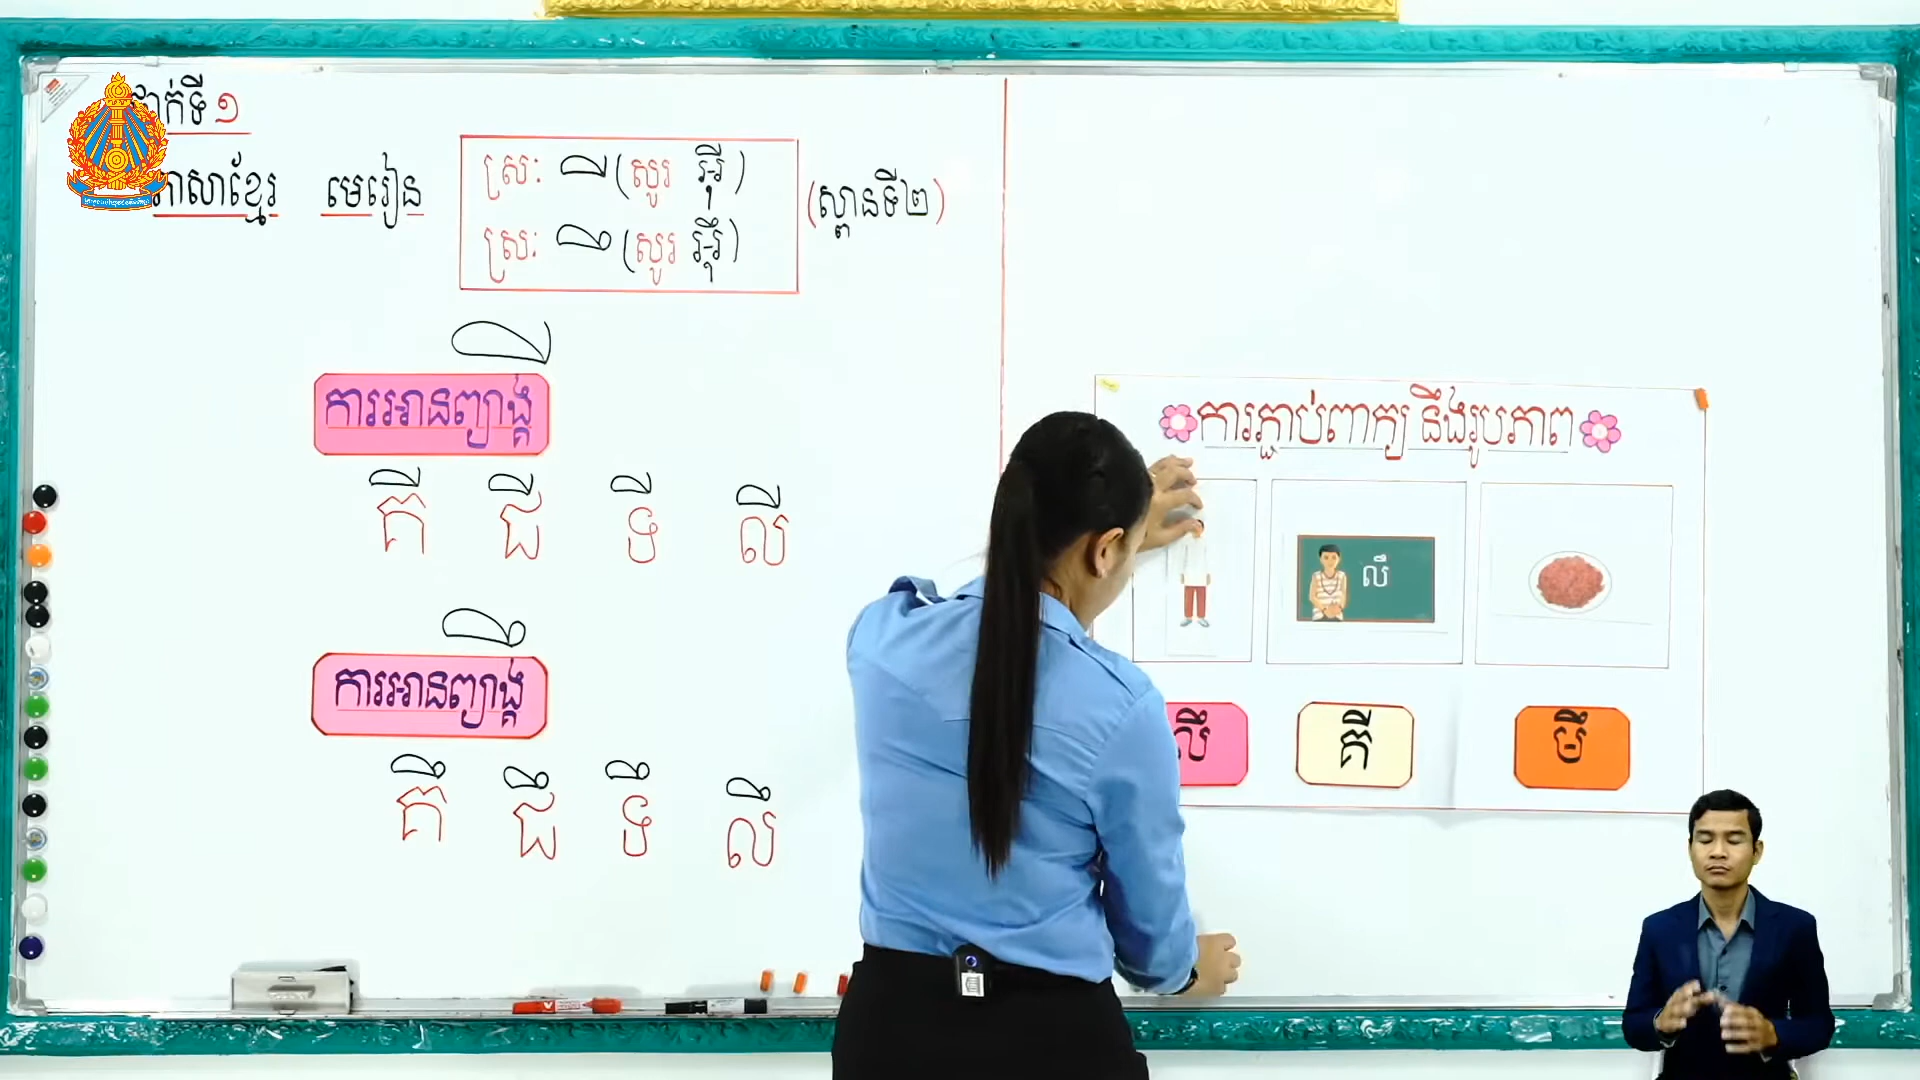 ថ្នាក់ទី ១
ភាសាខ្មែរ មេរៀន
ស្រៈ ី (សូរ អ៊ី)
ស្រៈ ឹ (សូរ អ៊ឹ)
(ស្ពានទី២)
ី
ការអានព្យាង្គ
គី ជី ទី លី
ឹ
ការអានព្យាង្គ
គឹ ជឹ ទឹ លឹ
ការភ្ជាប់ពាក្យ នឹងរូបភាព
លឹ
លឹ គី មី